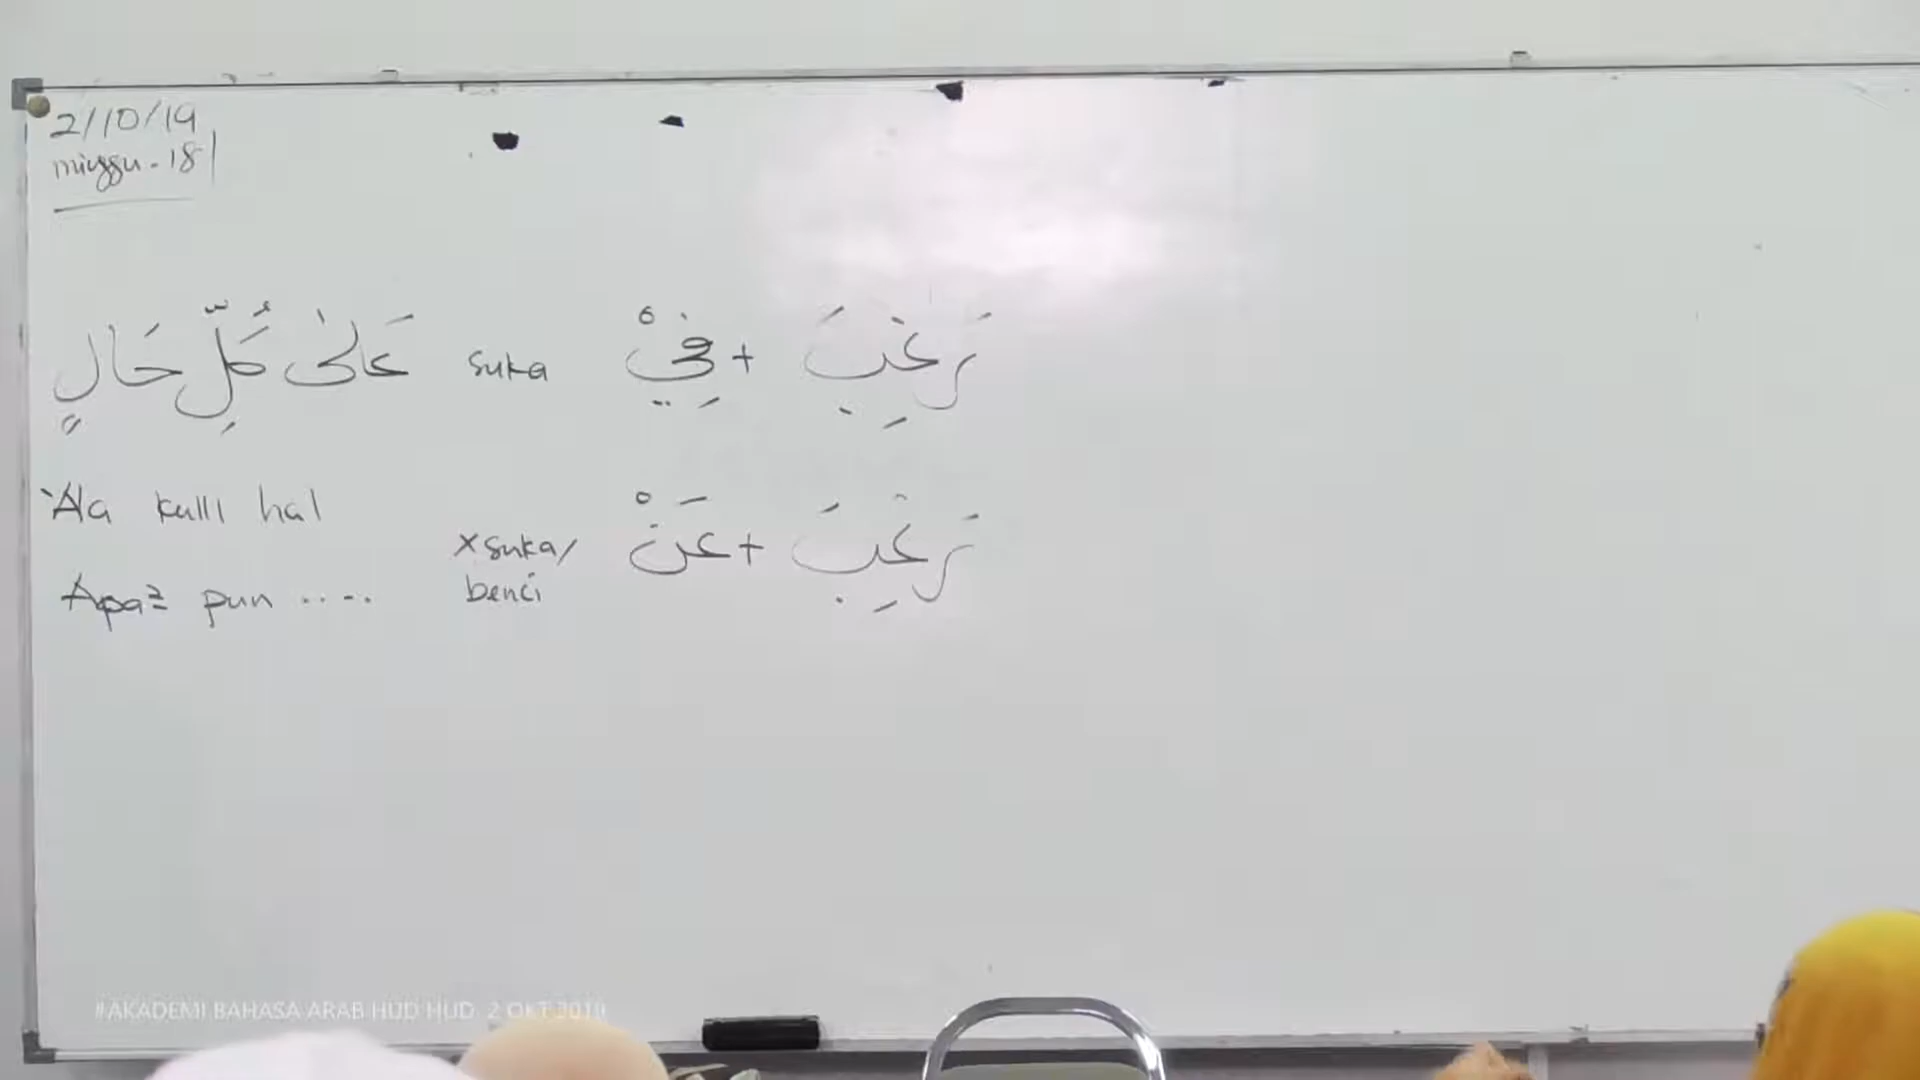 2/10/19
minggu - 18
رَغِبَ + فِيْ suka
عَلىٰ كُلِّ حَالٍ
رَغِبَ + عَنْ x suka/
benci
'Ala kulli hal
Apa2 pun ....
#AKADEMI BAHASA ARAB HUD HUD 2 OKT 2019